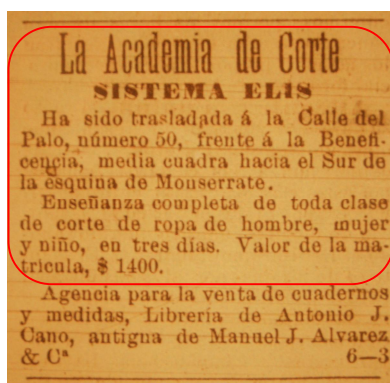 La Academia de Corte
SISTEMA ELIS
Ha sido trasladada á la Calle del
Palo, número 50, frente á la Benefi-
cencia, media cuadra hacia el Sur de
la esquina de Monserrate.
Enseñanza completa de toda clase
de corte de ropa de hombre, mujer
y niño, en tres días. Valor de la ma-
trícula, $ 1400.
Agencia para la venta de cuadernos
y medidas, Librería de Antonio J.
Cano, antigua de Manuel J. Alvarez
& Cª 6—3